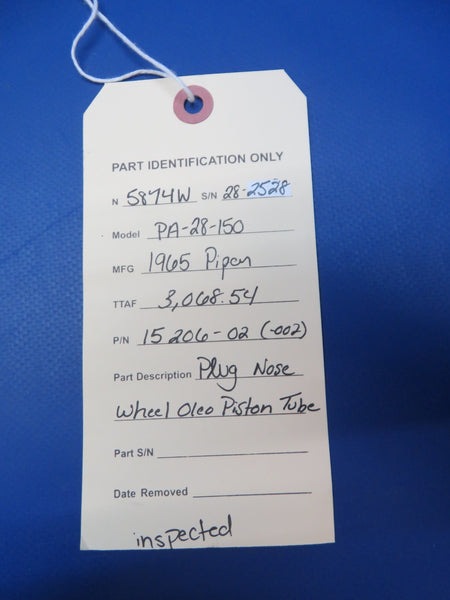 PART IDENTIFICATION ONLY
N 5874W S/N 28-2528
Model PA-28-150
MFG 1965 Piper
TTAF 3,068.54
P/N 15206-02 (-002)
Part Description Plug Nose
Wheel Oleo Piston Tube
Part S/N
Date Removed
inspected